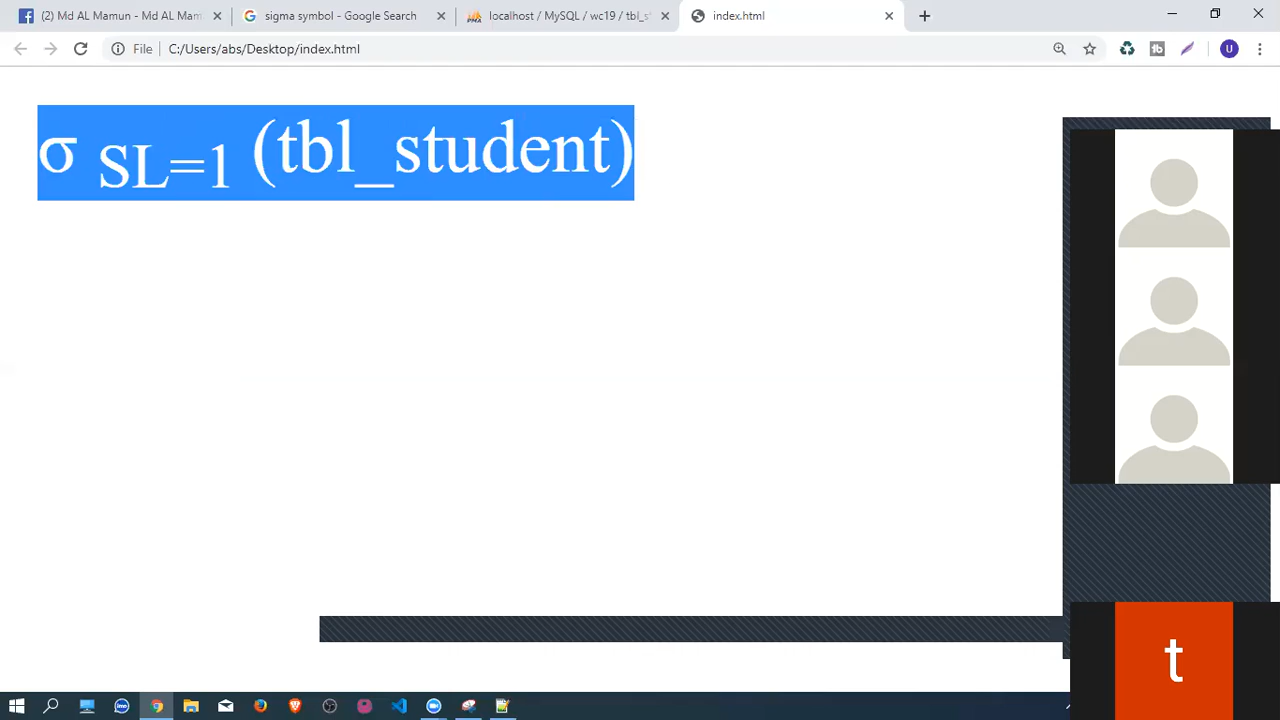 (2) Md AL Mamun - Md AL Mam
sigma symbol - Google Search
localhost / MySQL / wc19 / tbl_st
index.html
File
C:/Users/abs/Desktop/index.html
U
σ SL=1 (tbl_student)
t